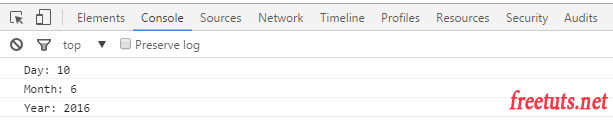 Elements Console Sources Network Timeline Profiles Resources Security Audits
top Preserve log
Day: 10
Month: 6
Year: 2016
freetuts.net